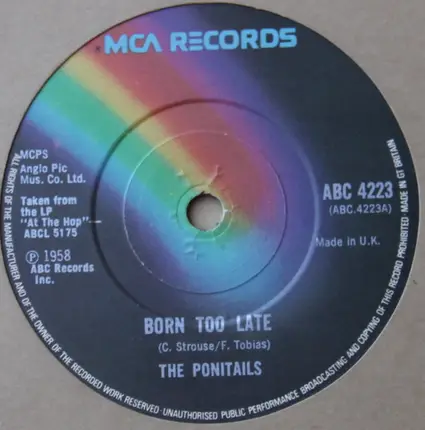 MCA RECORDS
MCPS
Anglo Pic
Mus. Co. Ltd.
Taken from
the LP
"At The Hop"
ABCL 5175
Ⓟ 1958
ABC Records
Inc.
ABC 4223
(ABC.4223A)
Made in U.K.
BORN TOO LATE
(C. Strouse/F. Tobias)
THE PONITAILS
ALL RIGHTS OF THE MANUFACTURER AND OF THE OWNER OF THE RECORDED WORK RESERVED · UNAUTHORISED PUBLIC PERFORMANCE BROADCASTING AND COPYING OF THIS RECORD PROHIBITED. MADE IN GT BRITAIN